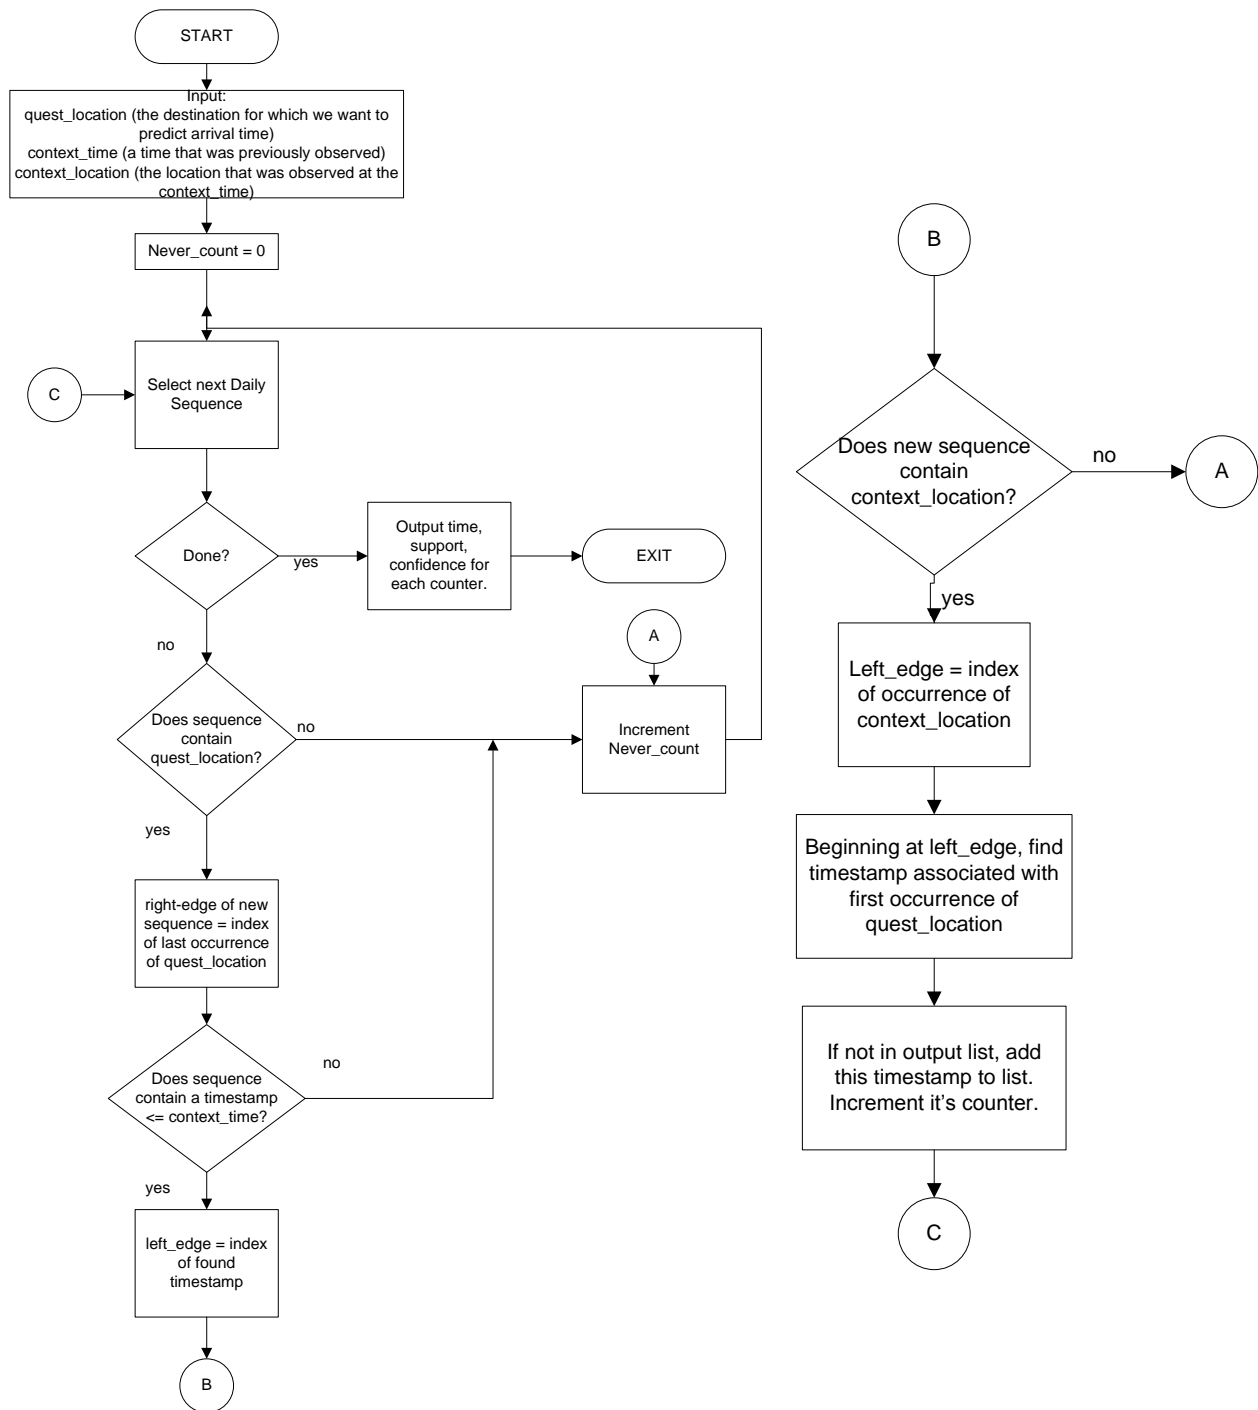 START
Input:
quest_location (the destination for which we want to
predict arrival time)
context_time (a time that was previously observed)
context_location (the location that was observed at the
context_time)
Never_count = 0
C
Select next Daily
Sequence
Done?
yes
Output time,
support,
confidence for
each counter.
EXIT
no
A
Does sequence
contain
quest_location?
no
Increment
Never_count
yes
right-edge of new
sequence = index
of last occurrence
of quest_location
Does sequence
contain a timestamp
<= context_time?
no
yes
left_edge = index
of found
timestamp
B
B
Does new sequence
contain
context_location?
no
A
yes
Left_edge = index
of occurrence of
context_location
Beginning at left_edge, find
timestamp associated with
first occurrence of
quest_location
If not in output list, add
this timestamp to list.
Increment it's counter.
C